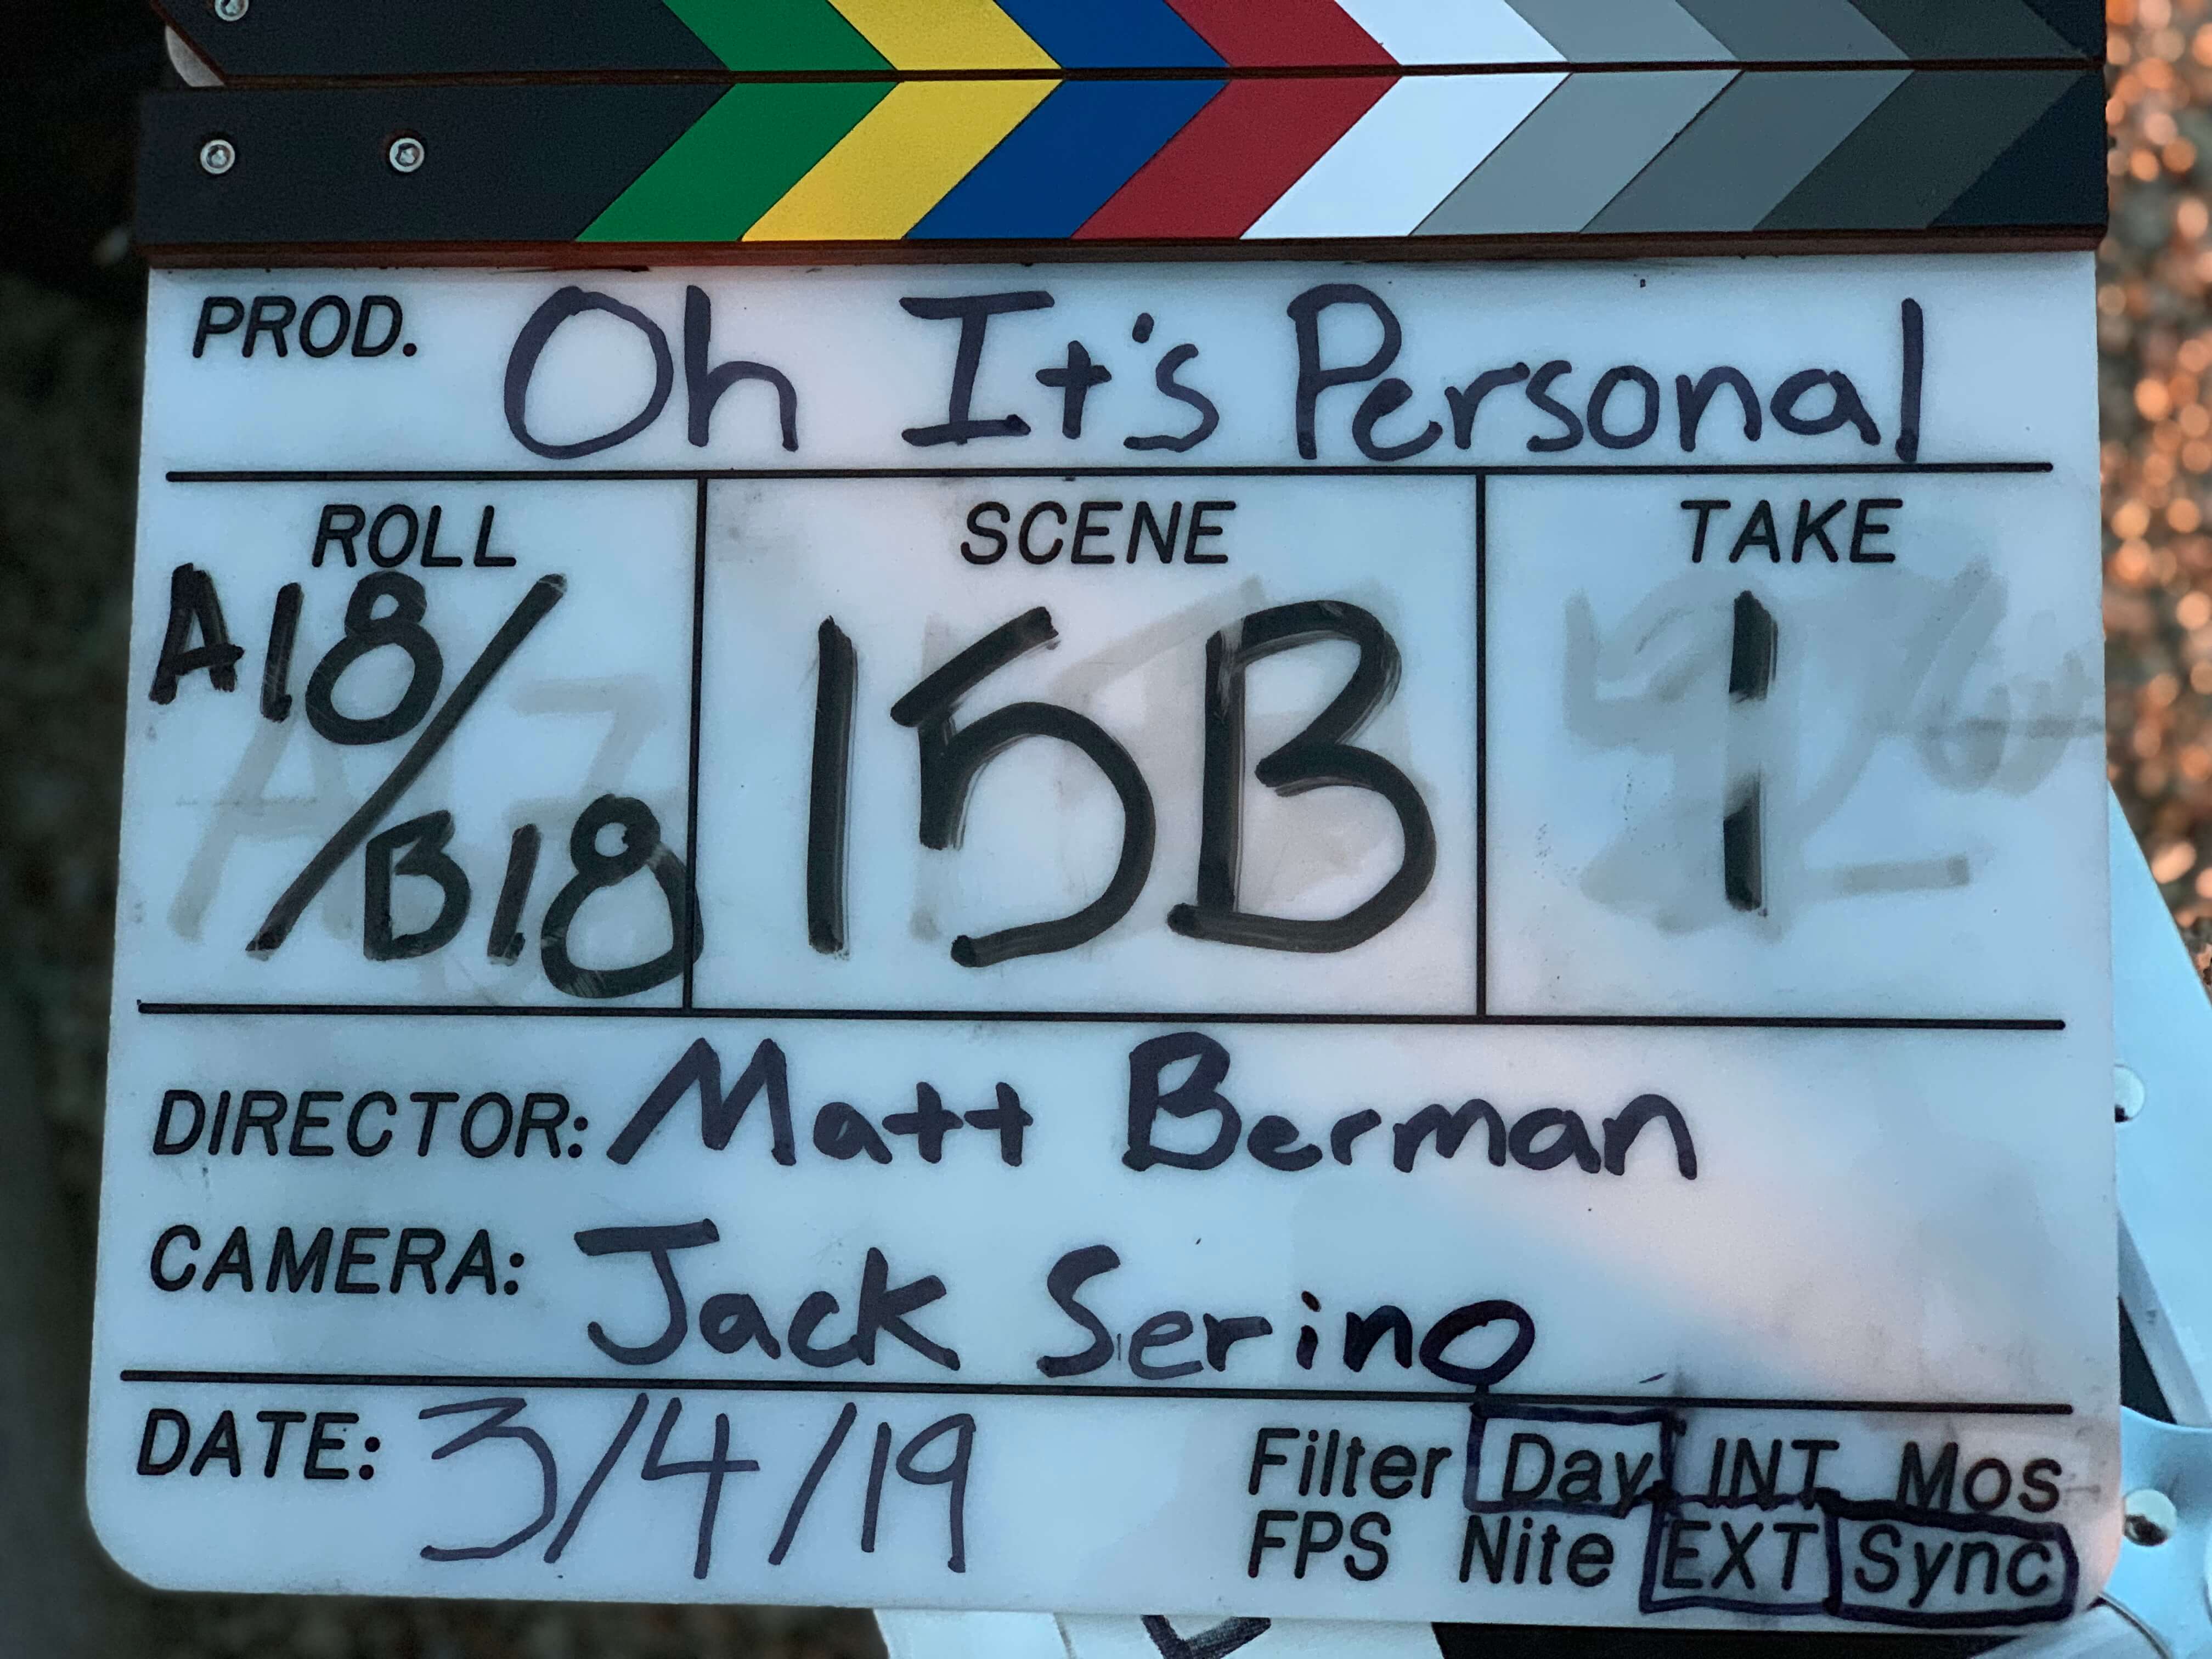 PROD. Oh It's Personal
ROLL SCENE TAKE
A18/B18 15B 1
DIRECTOR: Matt Berman
CAMERA: Jack Serino
DATE: 3/4/19
Filter Day INT Mos
FPS Nite EXT Sync